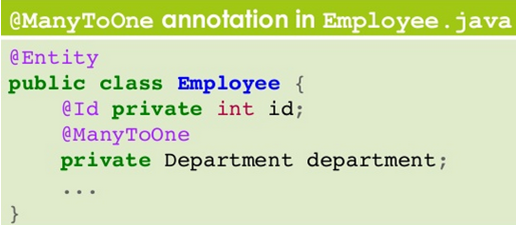 @ManyToOne annotation in Employee.java
@Entity
public class Employee {
@Id private int id;
@ManyToOne
private Department department;
...
}